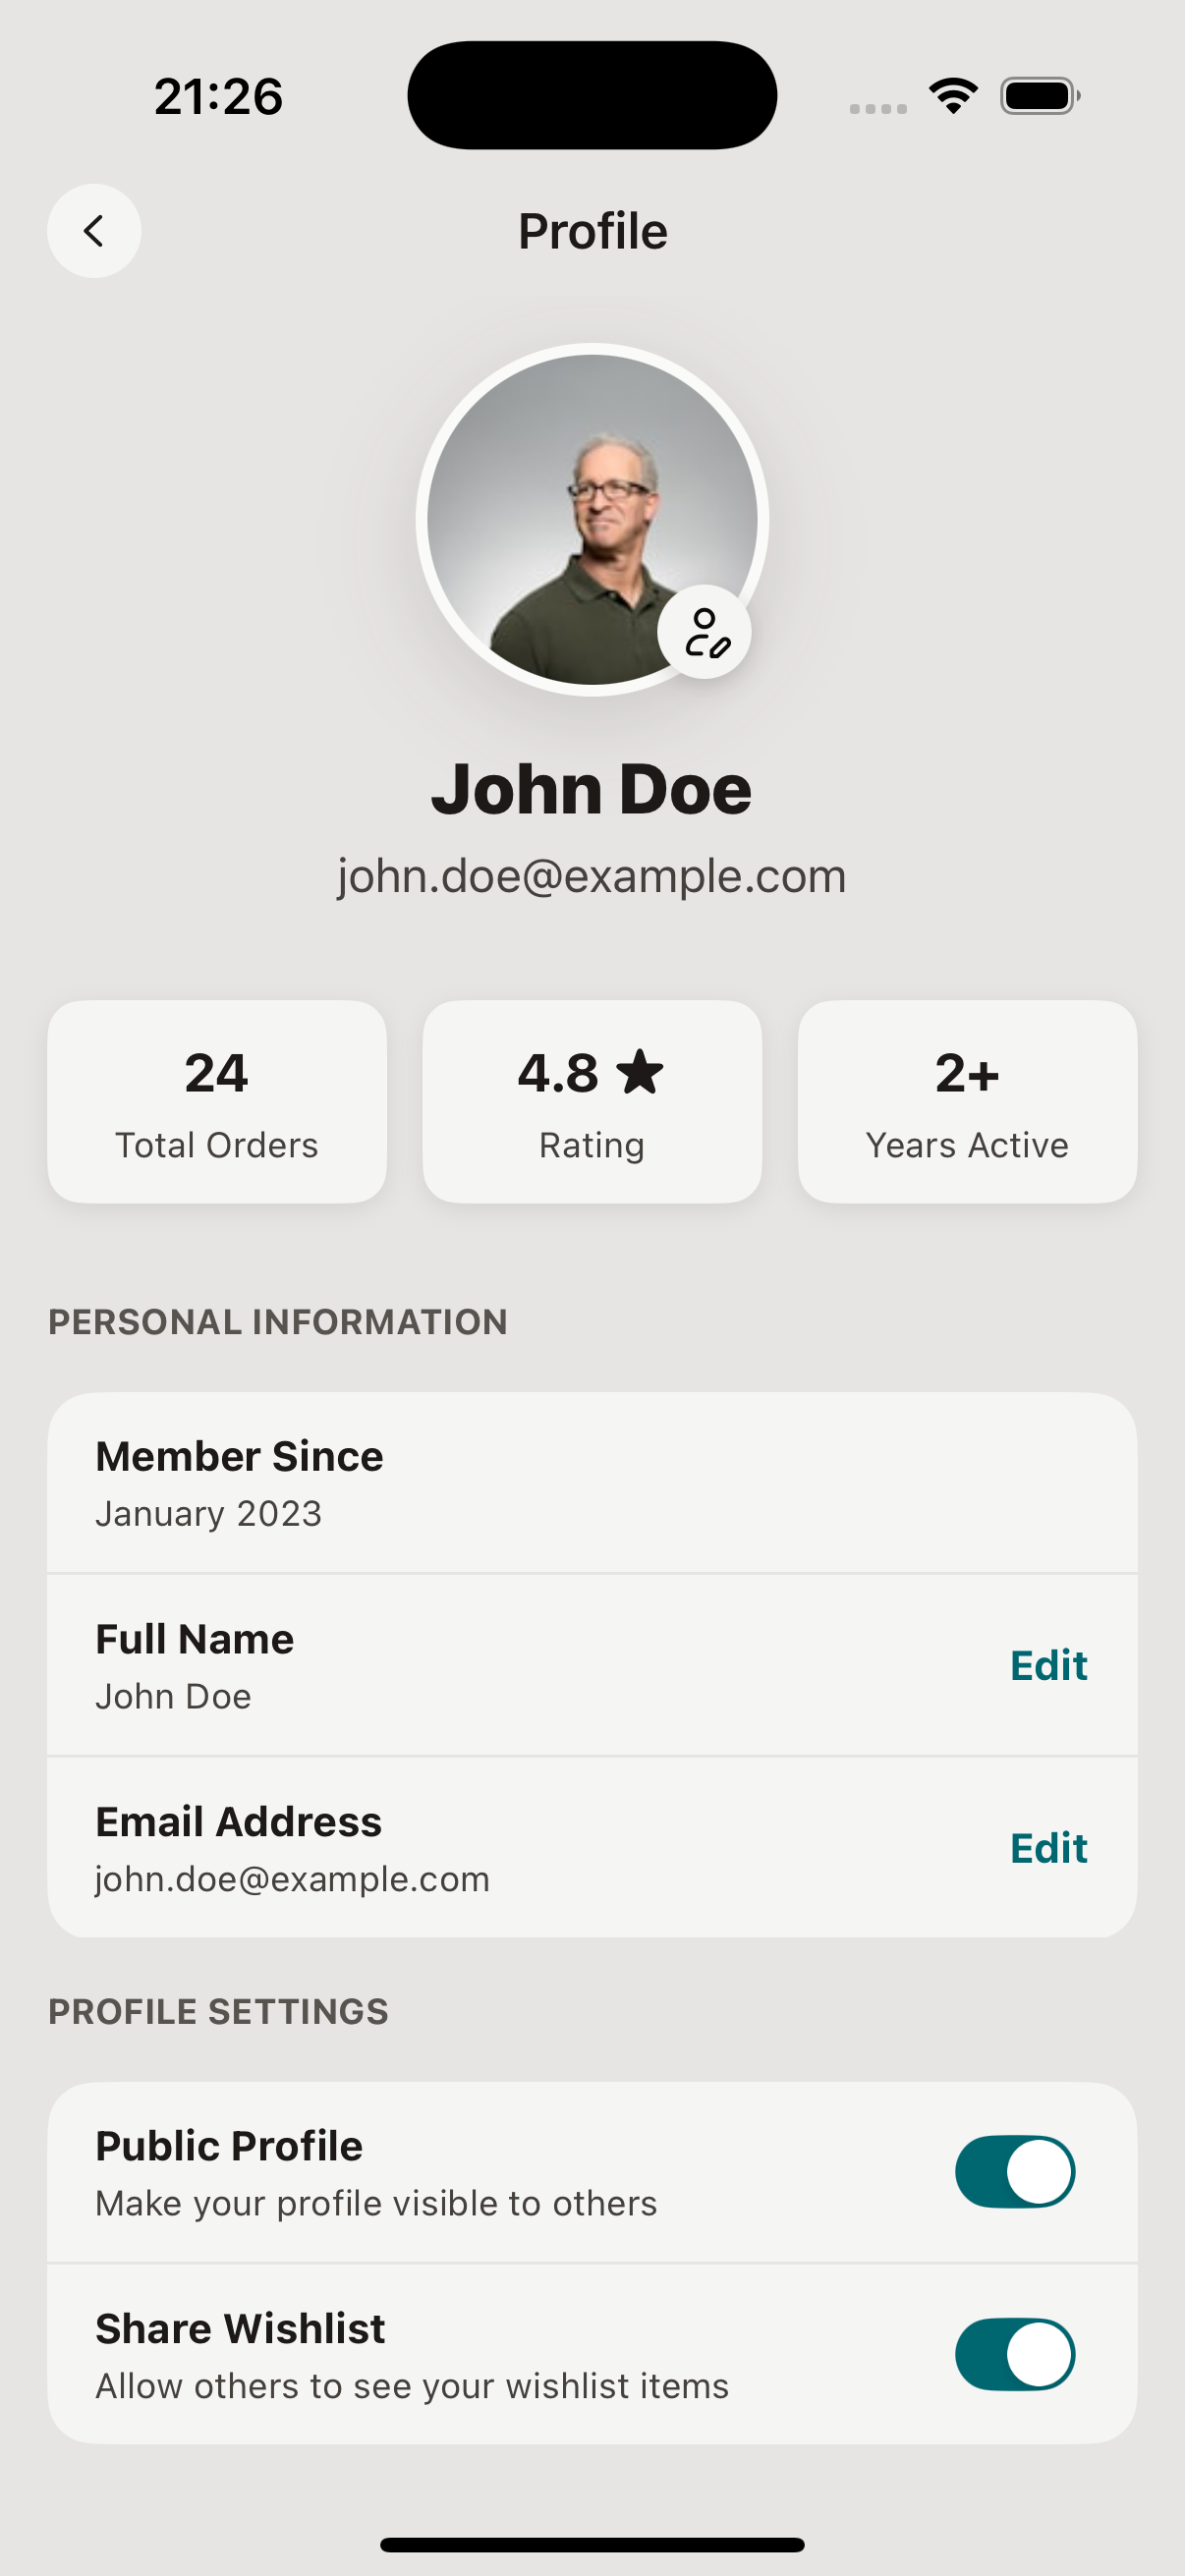 21:26
Profile
John Doe
john.doe@example.com
24
Total Orders
4.8 ★
Rating
2+
Years Active
PERSONAL INFORMATION
Member Since
January 2023
Full Name
John Doe
Edit
Email Address
john.doe@example.com
Edit
PROFILE SETTINGS
Public Profile
Make your profile visible to others
Share Wishlist
Allow others to see your wishlist items